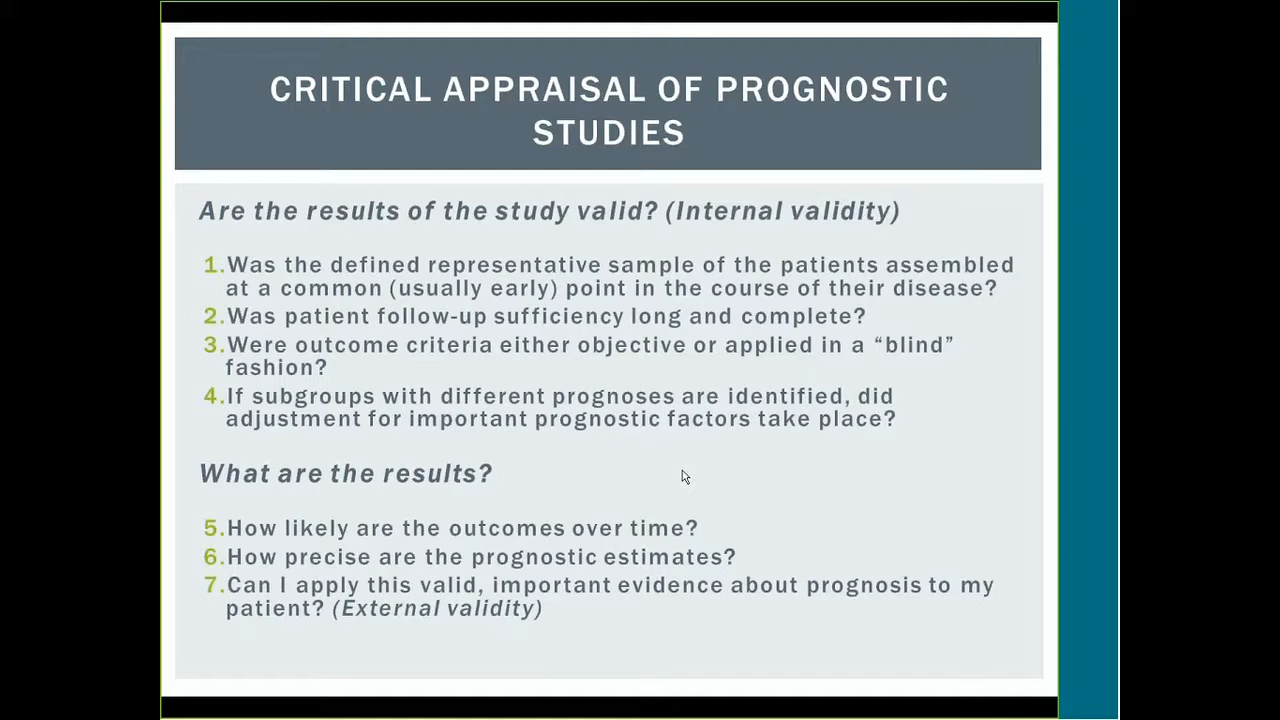 CRITICAL APPRAISAL OF PROGNOSTIC
STUDIES
Are the results of the study valid? (Internal validity)
1.Was the defined representative sample of the patients assembled
at a common (usually early) point in the course of their disease?
2.Was patient follow-up sufficiency long and complete?
3.Were outcome criteria either objective or applied in a “blind”
fashion?
4.If subgroups with different prognoses are identified, did
adjustment for important prognostic factors take place?
What are the results?
5.How likely are the outcomes over time?
6.How precise are the prognostic estimates?
7.Can I apply this valid, important evidence about prognosis to my
patient? (External validity)